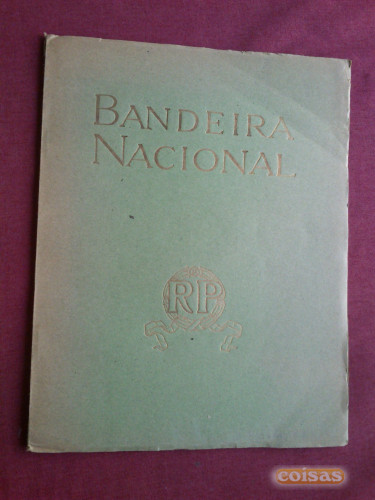 BANDEIRA
NACIONAL
RP
coisas